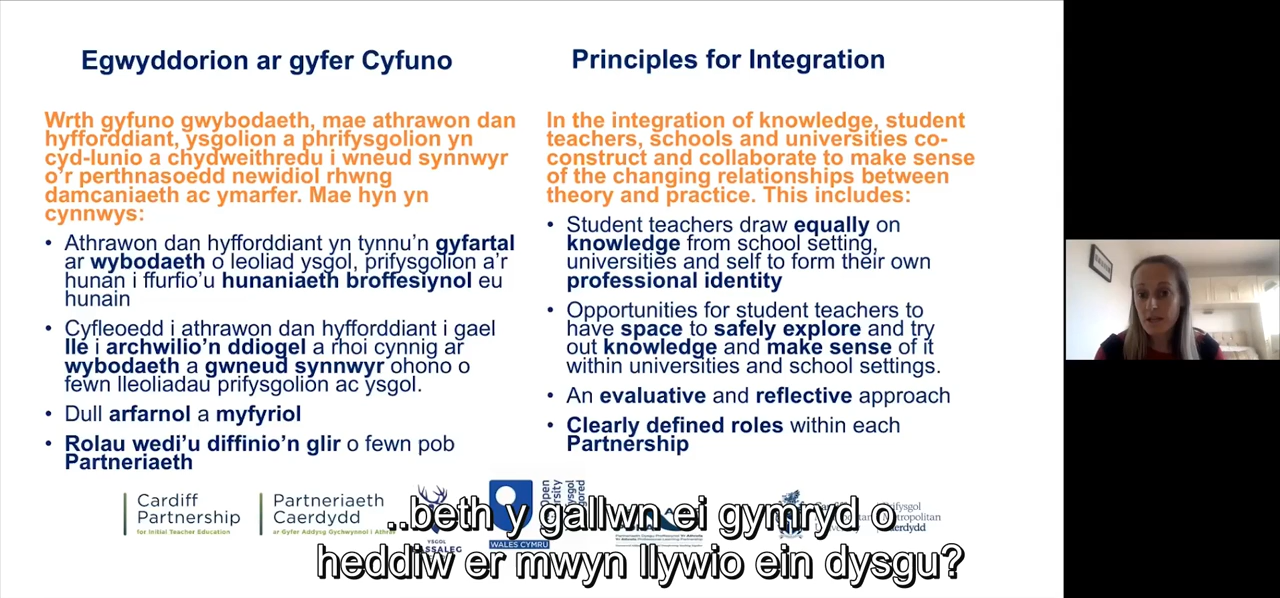 Egwyddorion ar gyfer Cyfuno
Wrth gyfuno gwybodaeth, mae athrawon dan
hyfforddiant, ysgolion a phrifysgolion yn
cyd-lunio a chydweithredu i wneud synnwyr
o'r perthnasoedd newidiol rhwng
damcaniaeth ac ymarfer. Mae hyn yn
cynnwys:
• Athrawon dan hyfforddiant yn tynnu'n gyfartal
ar wybodaeth o leoliad ysgol, prifysgolion a'r
hunan i ffurfio'u hunaniaeth broffesiynol eu
hunain
• Cyfleoedd i athrawon dan hyfforddiant i gael
lle i archwilio'n ddiogel a rhoi cynnig ar
wybodaeth a gwneud synnwyr ohono o
fewn lleoliadau prifysgolion ac ysgol.
• Dull arfarnol a myfyriol
• Rolau wedi'u diffinio'n glir o fewn pob
Partneriaeth
Principles for Integration
In the integration of knowledge, student
teachers, schools and universities co-
construct and collaborate to make sense
of the changing relationships between
theory and practice. This includes:
• Student teachers draw equally on
knowledge from school setting,
universities and self to form their own
professional identity
• Opportunities for student teachers to
have space to safely explore and try
out knowledge and make sense of it
within universities and school settings.
• An evaluative and reflective approach
• Clearly defined roles within each
Partnership
Cardiff
Partnership
for Initial Teacher Education
Partneriaeth
Caerdydd
ar gyfer Addysg Gychwynnol i
YSGOL
WALES CYMRU
..beth y gallwn ei gymryd o
heddiw er mwyn llywio ein dysgu?